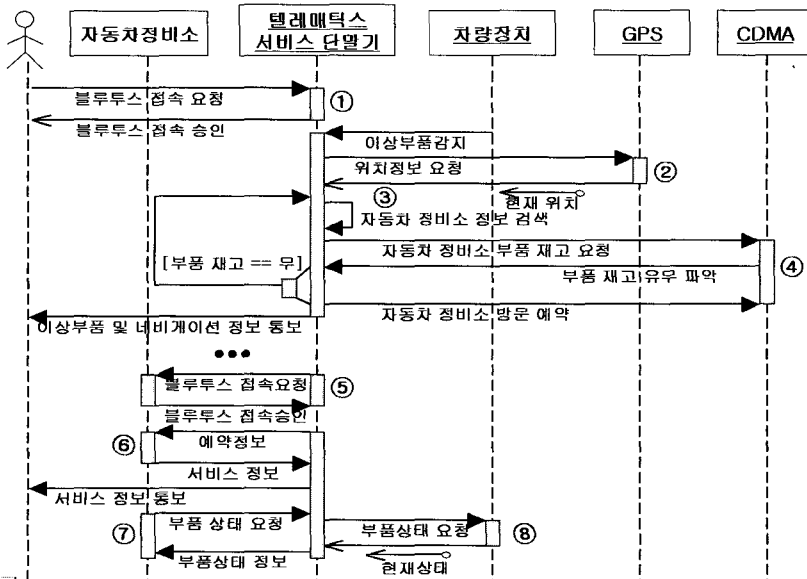 자동차정비소
텔레매틱스
서비스 단말기
차량장치
GPS
CDMA
블루투스 접속 요청
①
블루투스 접속 승인
이상부품감지
위치정보 요청
②
③
현재 위치
자동차 정비소 정보 검색
자동차 정비소 부품 재고 요청
[부품 재고 == 무]
④
부품 재고 유우 파악
자동차 정비소 방문 예약
이상부품 및 네비게이션 정보 통보
•••
블루투스 접속요청
⑤
블루투스 접속승인
⑥
예약정보
서비스 정보
서비스 정보 통보
⑦
부품 상태 요청
부품상태 요청
⑧
부품상태 정보
현재상태